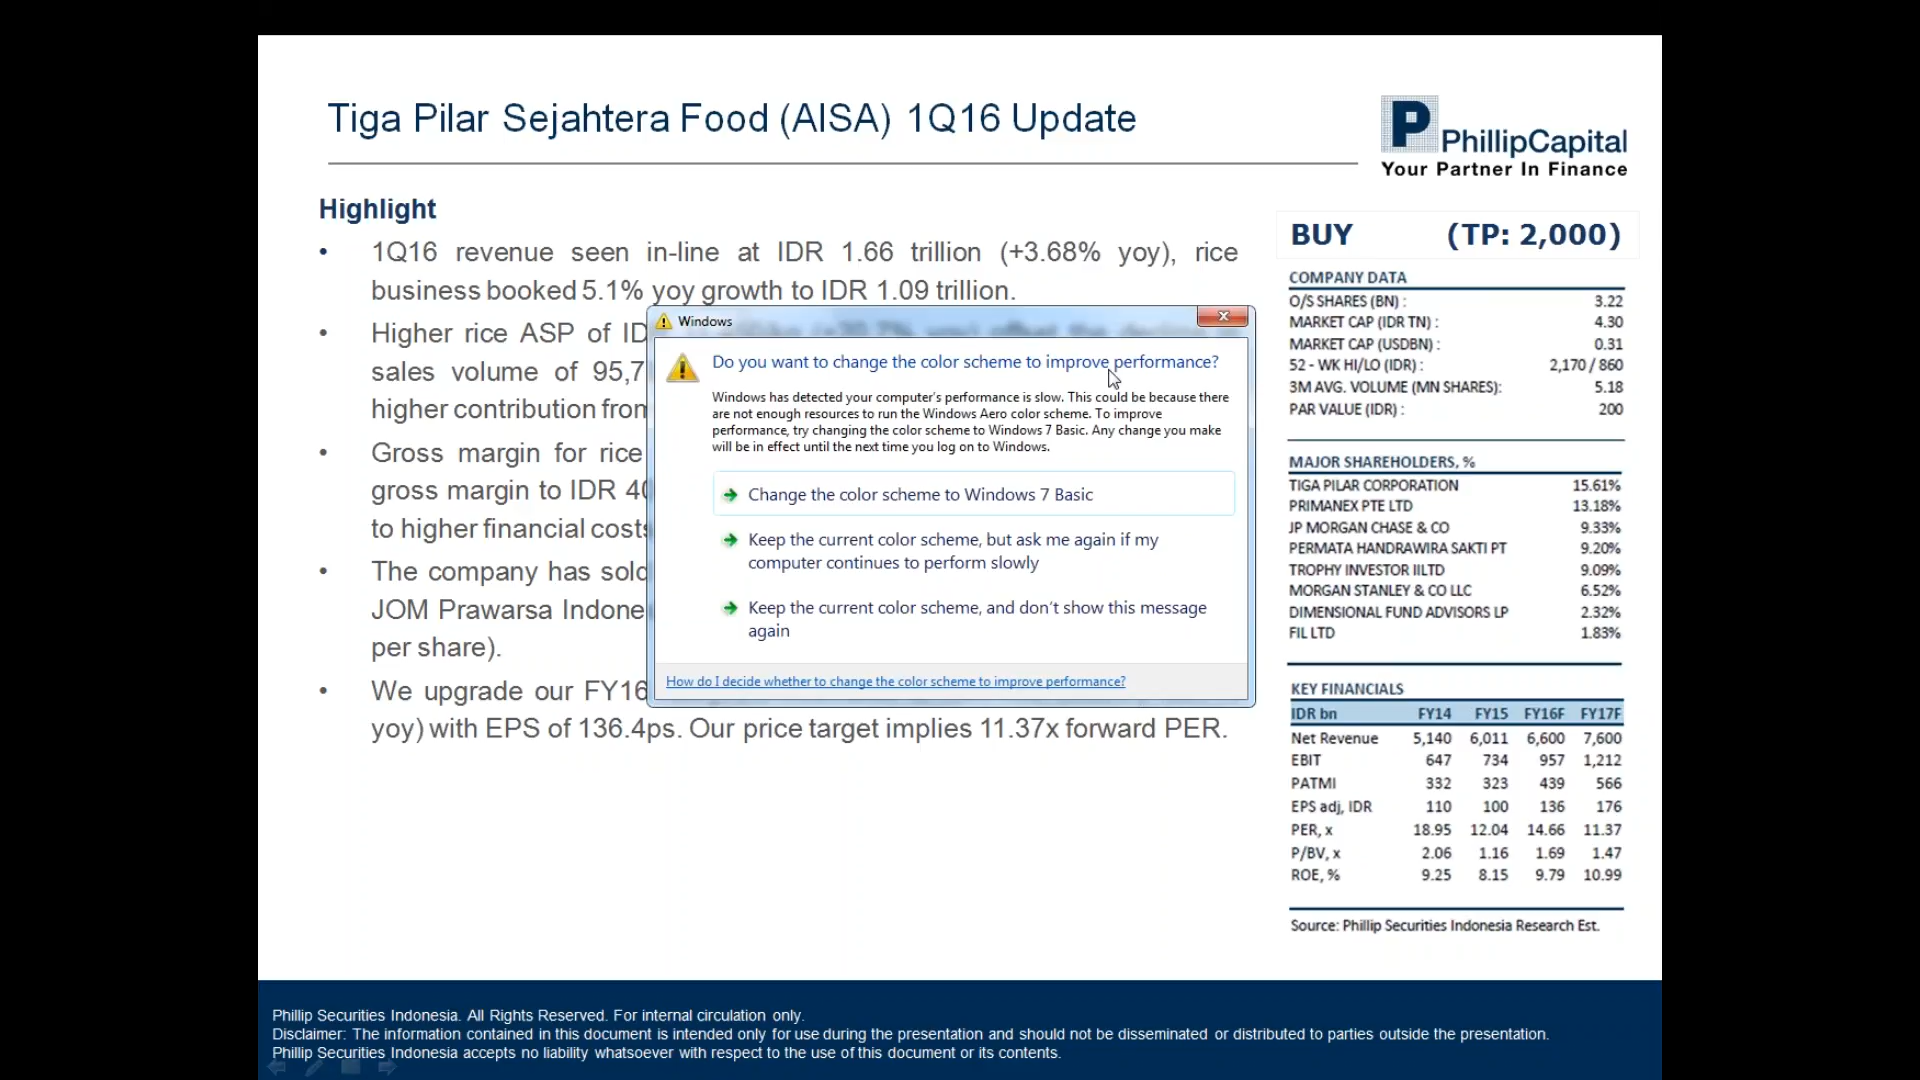 Tiga Pilar Sejahtera Food (AISA) 1Q16 Update
P PhillipCapital
Your Partner In Finance
Highlight
• 1Q16 revenue seen in-line at IDR 1.66 trillion (+3.68% yoy), rice
business booked 5.1% yoy growth to IDR 1.09 trillion.
• Higher rice ASP of
sales volume of
higher contribution from
• Gross margin for rice
gross margin to IDR
to higher financial costs
• The company has sold
JOM Prawarsa
per share).
• We upgrade our FY16
yoy) with EPS of 136.4ps. Our price target implies 11.37x forward PER.
Windows
Do you want to change the color scheme to improve performance?
Windows has detected your computer's performance is slow. This could be because there
are not enough resources to run the Windows Aero color scheme. To improve
performance, try changing the color scheme to Windows 7 Basic. Any change you make
will be in effect until the next time you log on to Windows.
Change the color scheme to Windows 7 Basic
Keep the current color scheme, but ask me again if my
computer continues to perform slowly
Keep the current color scheme, and don't show this message
again
How do I decide whether to change the color scheme to improve performance?
BUY (TP: 2,000)
COMPANY DATA
O/S SHARES (BN) : 3.22
MARKET CAP (IDR TN) : 4.30
MARKET CAP (USDBN) : 0.31
52 - WK HI/LO (IDR) : 2,170 / 860
3M AVG. VOLUME (MN SHARES): 5.18
PAR VALUE (IDR) : 200
MAJOR SHAREHOLDERS, %
TIGA PILAR CORPORATION 15.61%
PRIMANEX PTE LTD 13.18%
JP MORGAN CHASE & CO 9.33%
PERMATA HANDRAWIRA SAKTI PT 9.20%
TROPHY INVESTOR IILTD 9.09%
MORGAN STANLEY & CO LLC 6.52%
DIMENSIONAL FUND ADVISORS LP 2.32%
FIL LTD 1.83%
KEY FINANCIALS
IDR bn FY14 FY15 FY16F FY17F
Net Revenue 5,140 6,011 6,600 7,600
EBIT 647 734 957 1,212
PATMI 332 323 439 566
EPS adj, IDR 110 100 136 176
PER, x 18.95 12.04 14.66 11.37
P/BV, x 2.06 1.16 1.69 1.47
ROE, % 9.25 8.15 9.79 10.99
Source: Phillip Securities Indonesia Research Est.
Phillip Securities Indonesia. All Rights Reserved. For internal circulation only.
Disclaimer: The information contained in this document is intended only for use during the presentation and should not be disseminated or distributed to parties outside the presentation.
Phillip Securities Indonesia accepts no liability whatsoever with respect to the use of this document or its contents.